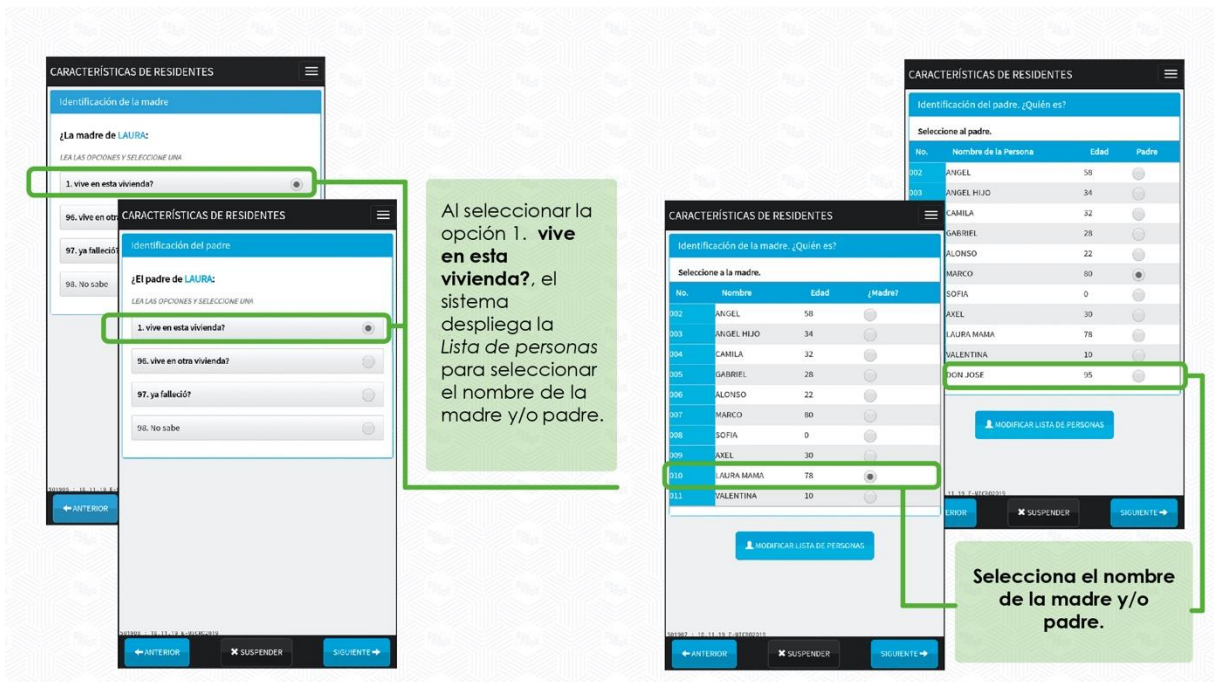 CARACTERÍSTICAS DE RESIDENTES
Identificación de la madre
¿La madre de LAURA:
LEA LAS OPCIONES Y SELECCIONE UNA
1. vive en esta vivienda?
96. vive en otr
97. ya falleció?
98. No sabe
ANTERIOR
CARACTERÍSTICAS DE RESIDENTES
Identificación del padre
¿El padre de LAURA:
LEA LAS OPCIONES Y SELECCIONE UNA
1. vive en esta vivienda?
96. vive en otra vivienda?
97. ya falleció?
98. No sabe
ANTERIOR
SUSPENDER
SIGUIENTE
Al seleccionar la
opción 1. vive
en esta
vivienda?, el
sistema
despliega la
Lista de personas
para seleccionar
el nombre de la
madre y/o padre.
CARACTERÍSTICAS DE RESIDENTES
Identificación de la madre. ¿Quién es?
Seleccione a la madre.
No. Nombre Edad ¿Madre?
002 ANGEL 58
003 ANGEL HIJO 34
004 CAMILA 32
005 GABRIEL 28
006 ALONSO 22
007 MARCO 80
008 SOFIA 0
009 AXEL 30
010 LAURA MAMA 78
011 VALENTINA 10
MODIFICAR LISTA DE PERSONAS
ANTERIOR
SUSPENDER
SIGUIENTE
CARACTERÍSTICAS DE RESIDENTES
Identificación del padre. ¿Quién es?
Seleccione al padre.
No. Nombre de la Persona Edad Padre
002 ANGEL 58
003 ANGEL HIJO 34
CAMILA 32
GABRIEL 28
ALONSO 22
MARCO 80
SOFIA 0
AXEL 30
LAURA MAMA 78
VALENTINA 10
DON JOSE 95
MODIFICAR LISTA DE PERSONAS
ERIOR
SUSPENDER
SIGUIENTE
Selecciona el nombre
de la madre y/o
padre.